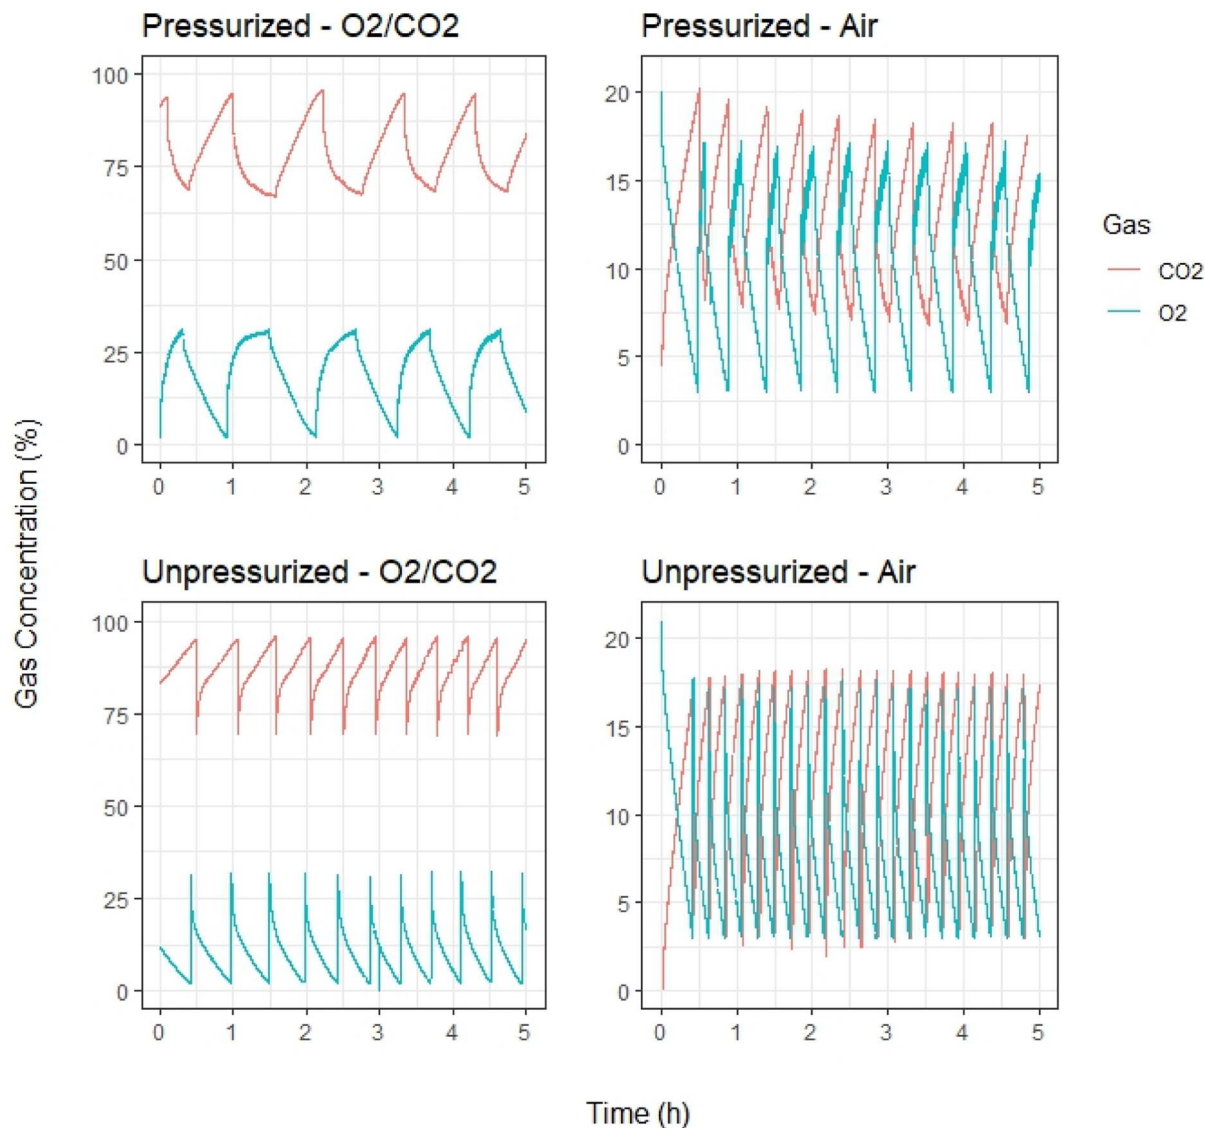 Pressurized - O2/CO2
Pressurized - Air
100
75
50
25
0
0 1 2 3 4 5
20
15
10
5
0
0 1 2 3 4 5
Gas
CO2
O2
Gas Concentration (%)
Unpressurized - O2/CO2
Unpressurized - Air
100
75
50
25
0
0 1 2 3 4 5
20
15
10
5
0
0 1 2 3 4 5
Time (h)